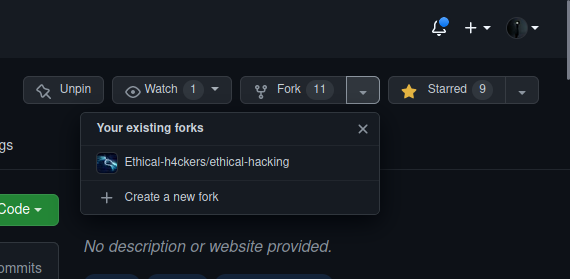 Unpin
Watch 1
Fork 11
Starred 9
Your existing forks
gs
Ethical-h4ckers/ethical-hacking
Create a new fork
Code
ommits
No description or website provided.